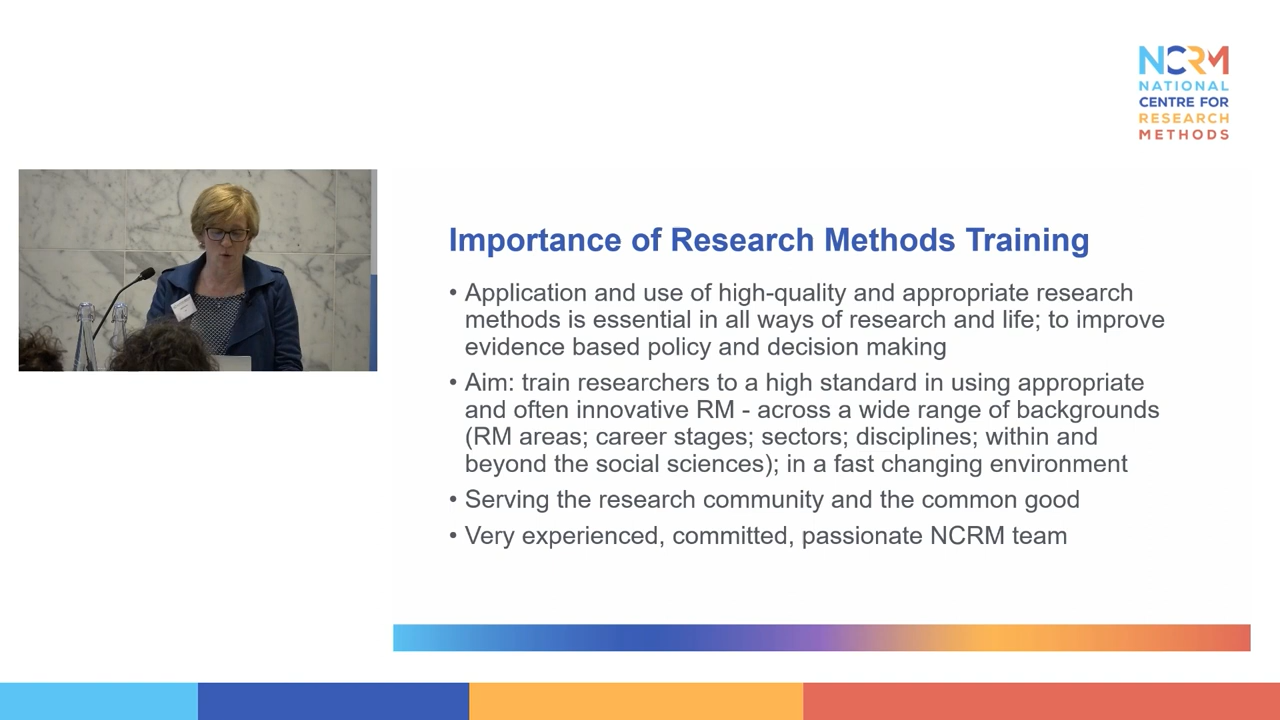 NCRM
NATIONAL
CENTRE FOR
RESEARCH
METHODS
Importance of Research Methods Training
• Application and use of high-quality and appropriate research
methods is essential in all ways of research and life; to improve
evidence based policy and decision making
• Aim: train researchers to a high standard in using appropriate
and often innovative RM - across a wide range of backgrounds
(RM areas; career stages; sectors; disciplines; within and
beyond the social sciences); in a fast changing environment
• Serving the research community and the common good
• Very experienced, committed, passionate NCRM team